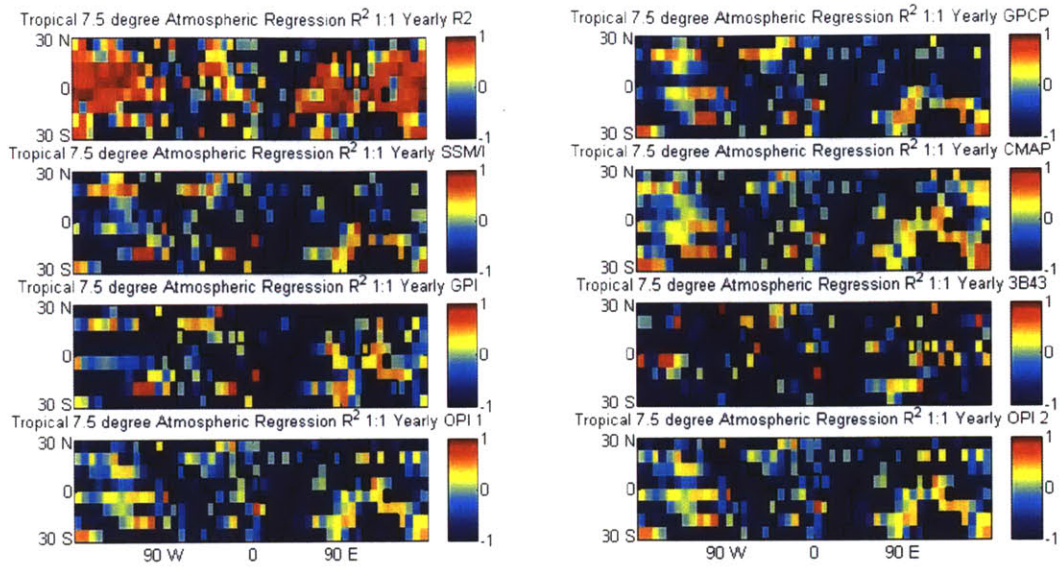 Tropical 7.5 degree Atmospheric Regression R² 1:1 Yearly R2
30 N
0
30 S
1
0
-1
Tropical 7.5 degree Atmospheric Regression R² 1:1 Yearly SSM/I
30 N
0
30 S
1
0
-1
Tropical 7.5 degree Atmospheric Regression R² 1:1 Yearly GPI
30 N
0
30 S
1
0
-1
Tropical 7.5 degree Atmospheric Regression R² 1:1 Yearly OPI 1
30 N
0
30 S
1
0
-1
90 W
0
90 E
Tropical 7.5 degree Atmospheric Regression R² 1:1 Yearly GPCP
30 N
0
30 S
1
0
-1
Tropical 7.5 degree Atmospheric Regression R² 1:1 Yearly CMAP
30 N
0
30 S
1
0
-1
Tropical 7.5 degree Atmospheric Regression R² 1:1 Yearly 3B43
30 N
0
30 S
1
0
-1
Tropical 7.5 degree Atmospheric Regression R² 1:1 Yearly OPI 2
30 N
0
30 S
1
0
-1
90 W
0
90 E